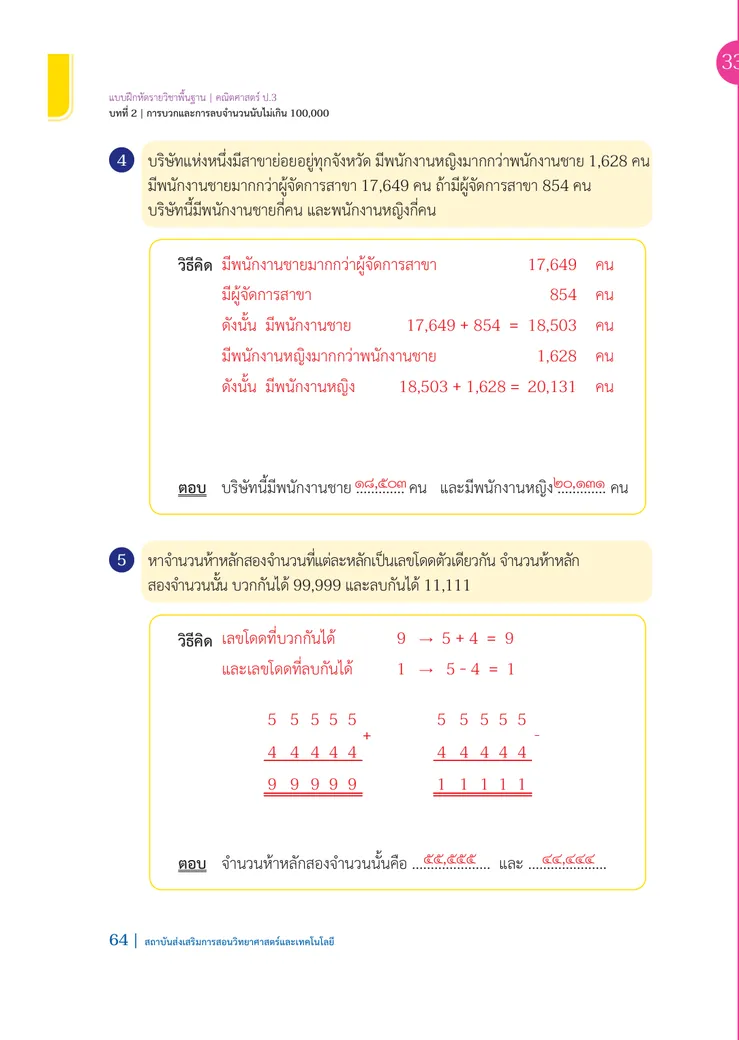 33
แบบฝึกหัดรายวิชาพื้นฐาน | คณิตศาสตร์ ป.3
บทที่ 2 | การบวกและการลบจำนวนนับไม่เกิน 100,000
4 บริษัทแห่งหนึ่งมีสาขาย่อยอยู่ทุกจังหวัด มีพนักงานหญิงมากกว่าพนักงานชาย 1,628 คน
มีพนักงานชายมากกว่าผู้จัดการสาขา 17,649 คน ถ้ามีผู้จัดการสาขา 854 คน
บริษัทนี้มีพนักงานชายกี่คน และพนักงานหญิงกี่คน
วิธีคิด มีพนักงานชายมากกว่าผู้จัดการสาขา 17,649 คน
มีผู้จัดการสาขา 854 คน
ดังนั้น มีพนักงานชาย 17,649 + 854 = 18,503 คน
มีพนักงานหญิงมากกว่าพนักงานชาย 1,628 คน
ดังนั้น มีพนักงานหญิง 18,503 + 1,628 = 20,131 คน
ตอบ บริษัทนี้มีพนักงานชาย ๑๘,๕๐๓ คน และมีพนักงานหญิง ๒๐,๑๓๑ คน
5 หาจำนวนห้าหลักสองจำนวนที่แต่ละหลักเป็นเลขโดดตัวเดียวกัน จำนวนห้าหลัก
สองจำนวนนั้น บวกกันได้ 99,999 และลบกันได้ 11,111
วิธีคิด เลขโดดที่บวกกันได้ 9 → 5 + 4 = 9
และเลขโดดที่ลบกันได้ 1 → 5 - 4 = 1
5 5 5 5 5 5 5 5 5 5
+ -
4 4 4 4 4 4 4 4 4 4
9 9 9 9 9 1 1 1 1 1
ตอบ จำนวนห้าหลักสองจำนวนนั้นคือ ๕๕,๕๕๕ และ ๔๔,๔๔๔
64 | สถาบันส่งเสริมการสอนวิทยาศาสตร์และเทคโนโลยี